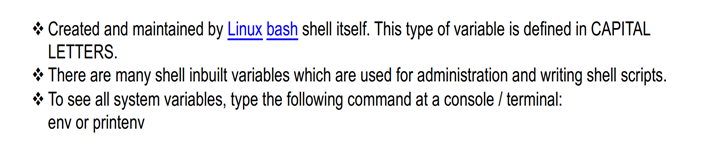 ❖ Created and maintained by Linux bash shell itself. This type of variable is defined in CAPITAL
LETTERS.
❖ There are many shell inbuilt variables which are used for administration and writing shell scripts.
❖ To see all system variables, type the following command at a console / terminal:
env or printenv